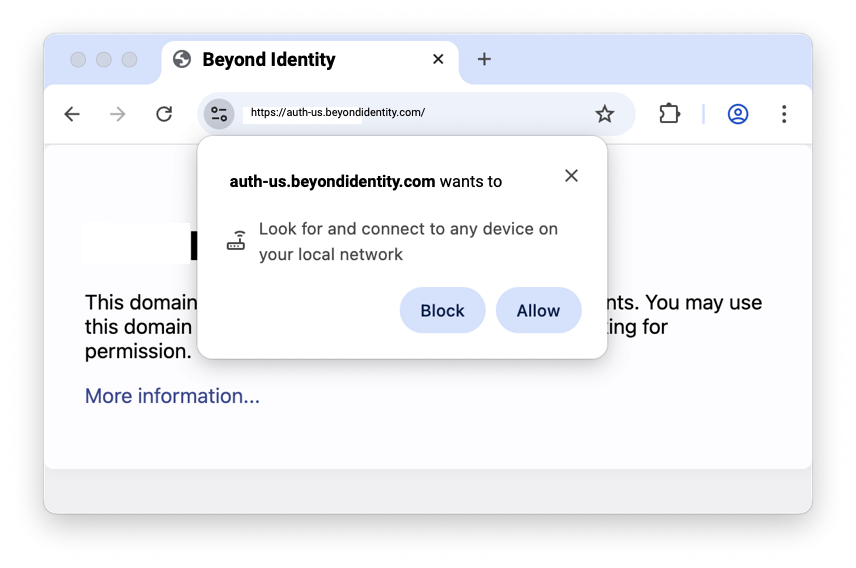 Beyond Identity
https://auth-us.beyondidentity.com/
auth-us.beyondidentity.com wants to
Look for and connect to any device on
your local network
Block Allow
This domain nts. You may use
this domain ing for
permission.
More information...